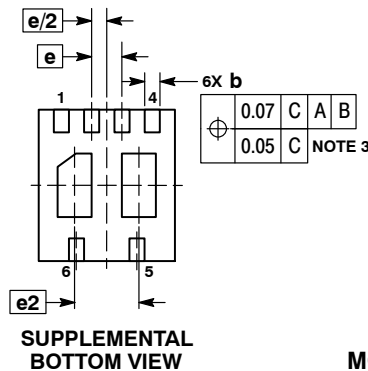 e/2
e
6X b
1
4
0.07 C A B
0.05 C NOTE 3
6
5
e2
SUPPLEMENTAL
BOTTOM VIEW